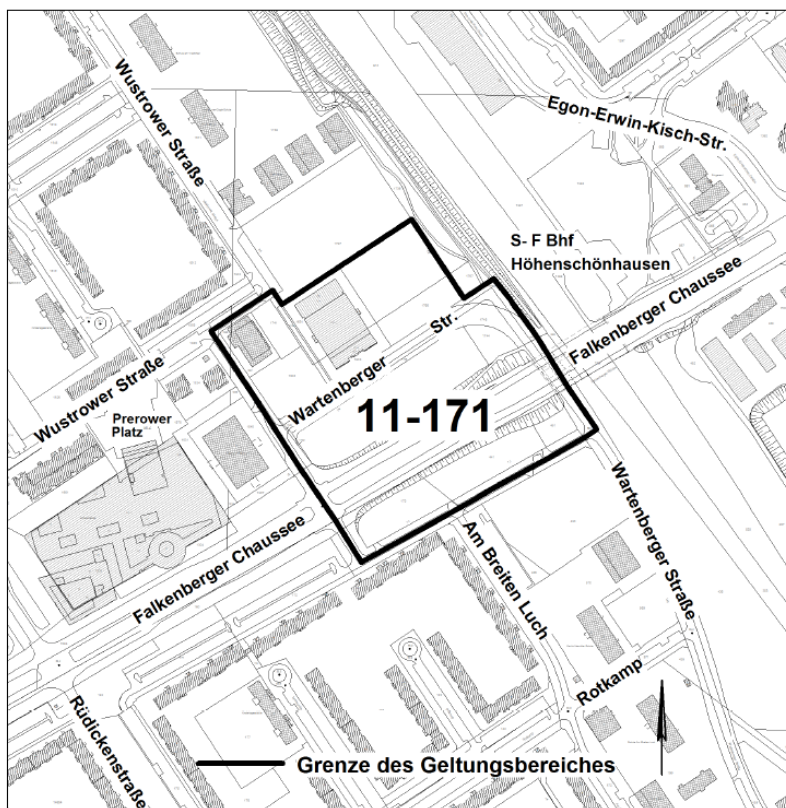 Wustrower Straße
Egon-Erwin-Kisch-Str.
S- F Bhf
Höhenschönhausen
Falkenberger Chaussee
Wartenberger Str.
11-171
Wustrower Straße
Prerower
Platz
Falkenberger Chaussee
Am Breiten Luch
Wartenberger Straße
Rotkamp
Rüdickenstraße
Grenze des Geltungsbereiches